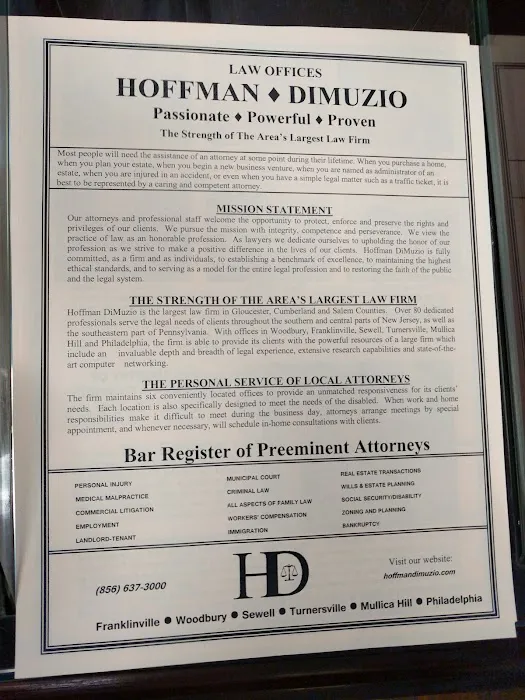 LAW OFFICES
HOFFMAN ♦ DIMUZIO
Passionate ♦ Powerful ♦ Proven
The Strength of The Area's Largest Law Firm
Most people will need the assistance of an attorney at some point during their lifetime. When you purchase a home,
when you plan your estate, when you begin a new business venture, when you are named as administrator of an
estate, when you are injured in an accident, or even when you have a simple legal matter such as a traffic ticket, it is
best to be represented by a caring and competent attorney.
MISSION STATEMENT
Our attorneys and professional staff welcome the opportunity to protect, enforce and preserve the rights and
privileges of our clients. We pursue the mission with integrity, competence and perseverance. We view the
practice of law as an honorable profession. As lawyers we dedicate ourselves to upholding the honor of our
profession as we strive to make a positive difference in the lives of our clients. Hoffman DiMuzio is fully
committed, as a firm and as individuals, to establishing a benchmark of excellence, to maintaining the highest
ethical standards, and to serving as a model for the entire legal profession and to restoring the faith of the public
and the legal system.
THE STRENGTH OF THE AREA'S LARGEST LAW FIRM
Hoffman DiMuzio is the largest law firm in Gloucester, Cumberland and Salem Counties. Over 80 dedicated
professionals serve the legal needs of clients throughout the southern and central parts of New Jersey, as well as
the southeastern part of Pennsylvania. With offices in Woodbury, Franklinville, Sewell, Turnersville, Mullica
Hill and Philadelphia, the firm is able to provide its clients with the powerful resources of a large firm which
include an invaluable depth and breadth of legal experience, extensive research capabilities and state-of-the-
art computer networking.
THE PERSONAL SERVICE OF LOCAL ATTORNEYS
The firm maintains six conveniently located offices to provide an unmatched responsiveness for its clients'
needs. Each location is also specifically designed to meet the needs of the disabled. When work and home
responsibilities make it difficult to meet during the business day, attorneys arrange meetings by special
appointment, and whenever necessary, will schedule in-home consultations with clients.
Bar Register of Preeminent Attorneys
PERSONAL INJURY
MEDICAL MALPRACTICE
COMMERCIAL LITIGATION
EMPLOYMENT
LANDLORD-TENANT
MUNICIPAL COURT
CRIMINAL LAW
ALL ASPECTS OF FAMILY LAW
WORKERS' COMPENSATION
IMMIGRATION
REAL ESTATE TRANSACTIONS
WILLS & ESTATE PLANNING
SOCIAL SECURITY/DISABILITY
ZONING AND PLANNING
BANKRUPTCY
(856) 637-3000
HD
Visit our website:
hoffmandimuzio.com
Franklinville ● Woodbury ● Sewell ● Turnersville ● Mullica Hill ● Philadelphia